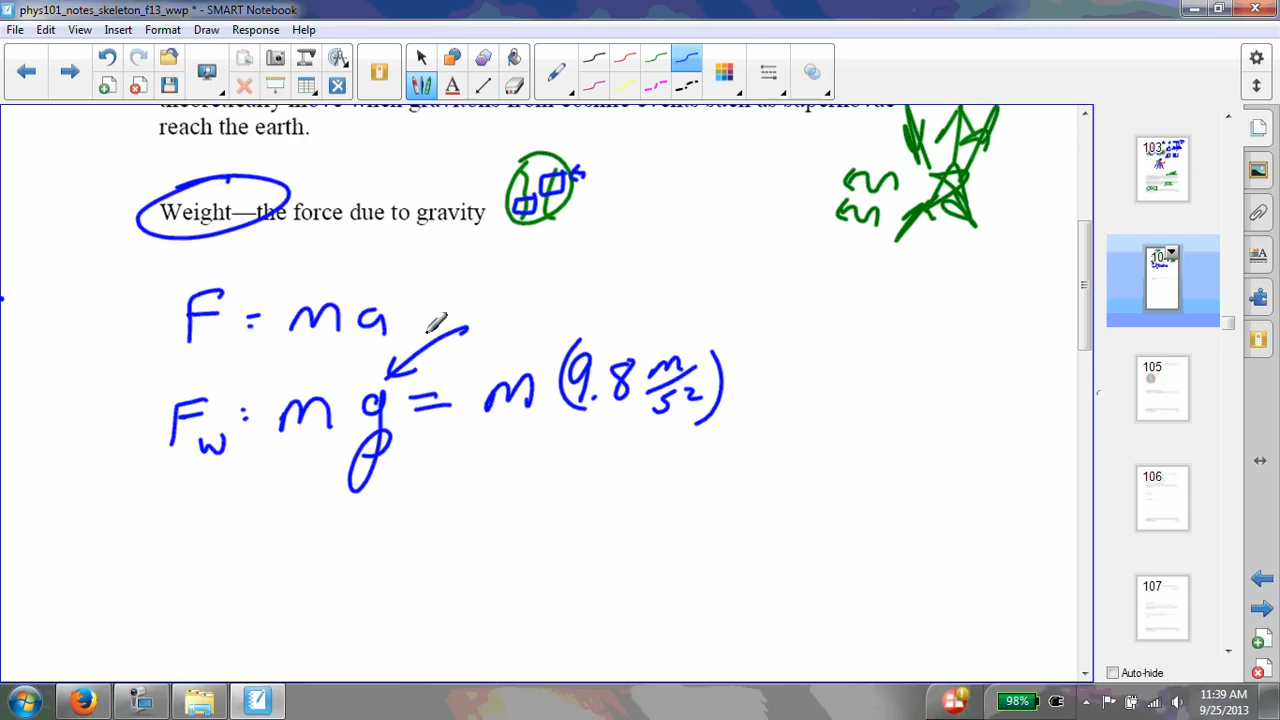 phys101_notes_skeleton_f13_wwp * - SMART Notebook
File Edit View Insert Format Draw Response Help
reach the earth.
Weight—the force due to gravity
F = ma
Fw = mg = m (9.8 m/s²)
103
104
105
106
107
Auto-hide
98%
11:39 AM
9/25/2013